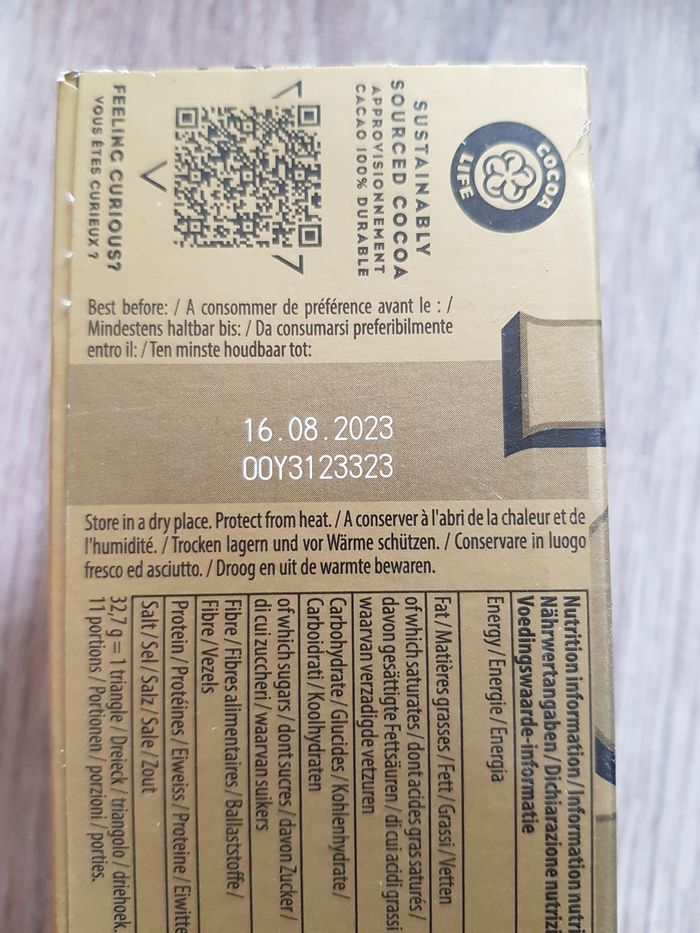 COCOA
LIFE
SUSTAINABLY
SOURCED COCOA
APPROVISIONNEMENT
CACAO 100% DURABLE
FEELING CURIOUS?
VOUS ÊTES CURIEUX?
Best before: / A consommer de préférence avant le : /
Mindestens haltbar bis: / Da consumarsi preferibilmente
entro il: / Ten minste houdbaar tot:
16.08.2023
OOY3123323
Store in a dry place. Protect from heat. / A conserver à l'abri de la chaleur et de
l'humidité. / Trocken lagern und vor Wärme schützen. / Conservare in luogo
fresco ed asciutto. / Droog en uit de warmte bewaren.
Nutrition information / Information nutri
Nährwertangaben / Dichiarazione nutrizi
Voedingswaarde-informatie
Energy / Energie / Energia
Fat / Matières grasses / Fett / Grassi / Vetten
of which saturates / dont acides gras saturés /
davon gesättigte Fettsäuren / di cui acidi grassi
waarvan verzadigde vetzuren
Carbohydrate / Glucides / Kohlenhydrate /
Carboidrati / Koolhydraten
of which sugars / dont sucres / davon Zucker /
di cui zuccheri / waarvan suikers
Fibre / Fibres alimentaires / Ballaststoffe /
Fibre / Vezels
Protein / Protéines / Eiweiss / Proteine / Eiwitte
Salt / Sel / Salz / Sale / Zout
32,7 g = 1 triangle / Dreieck / triangolo / driehoek.
11 portions / Portionen / porzioni / porties.